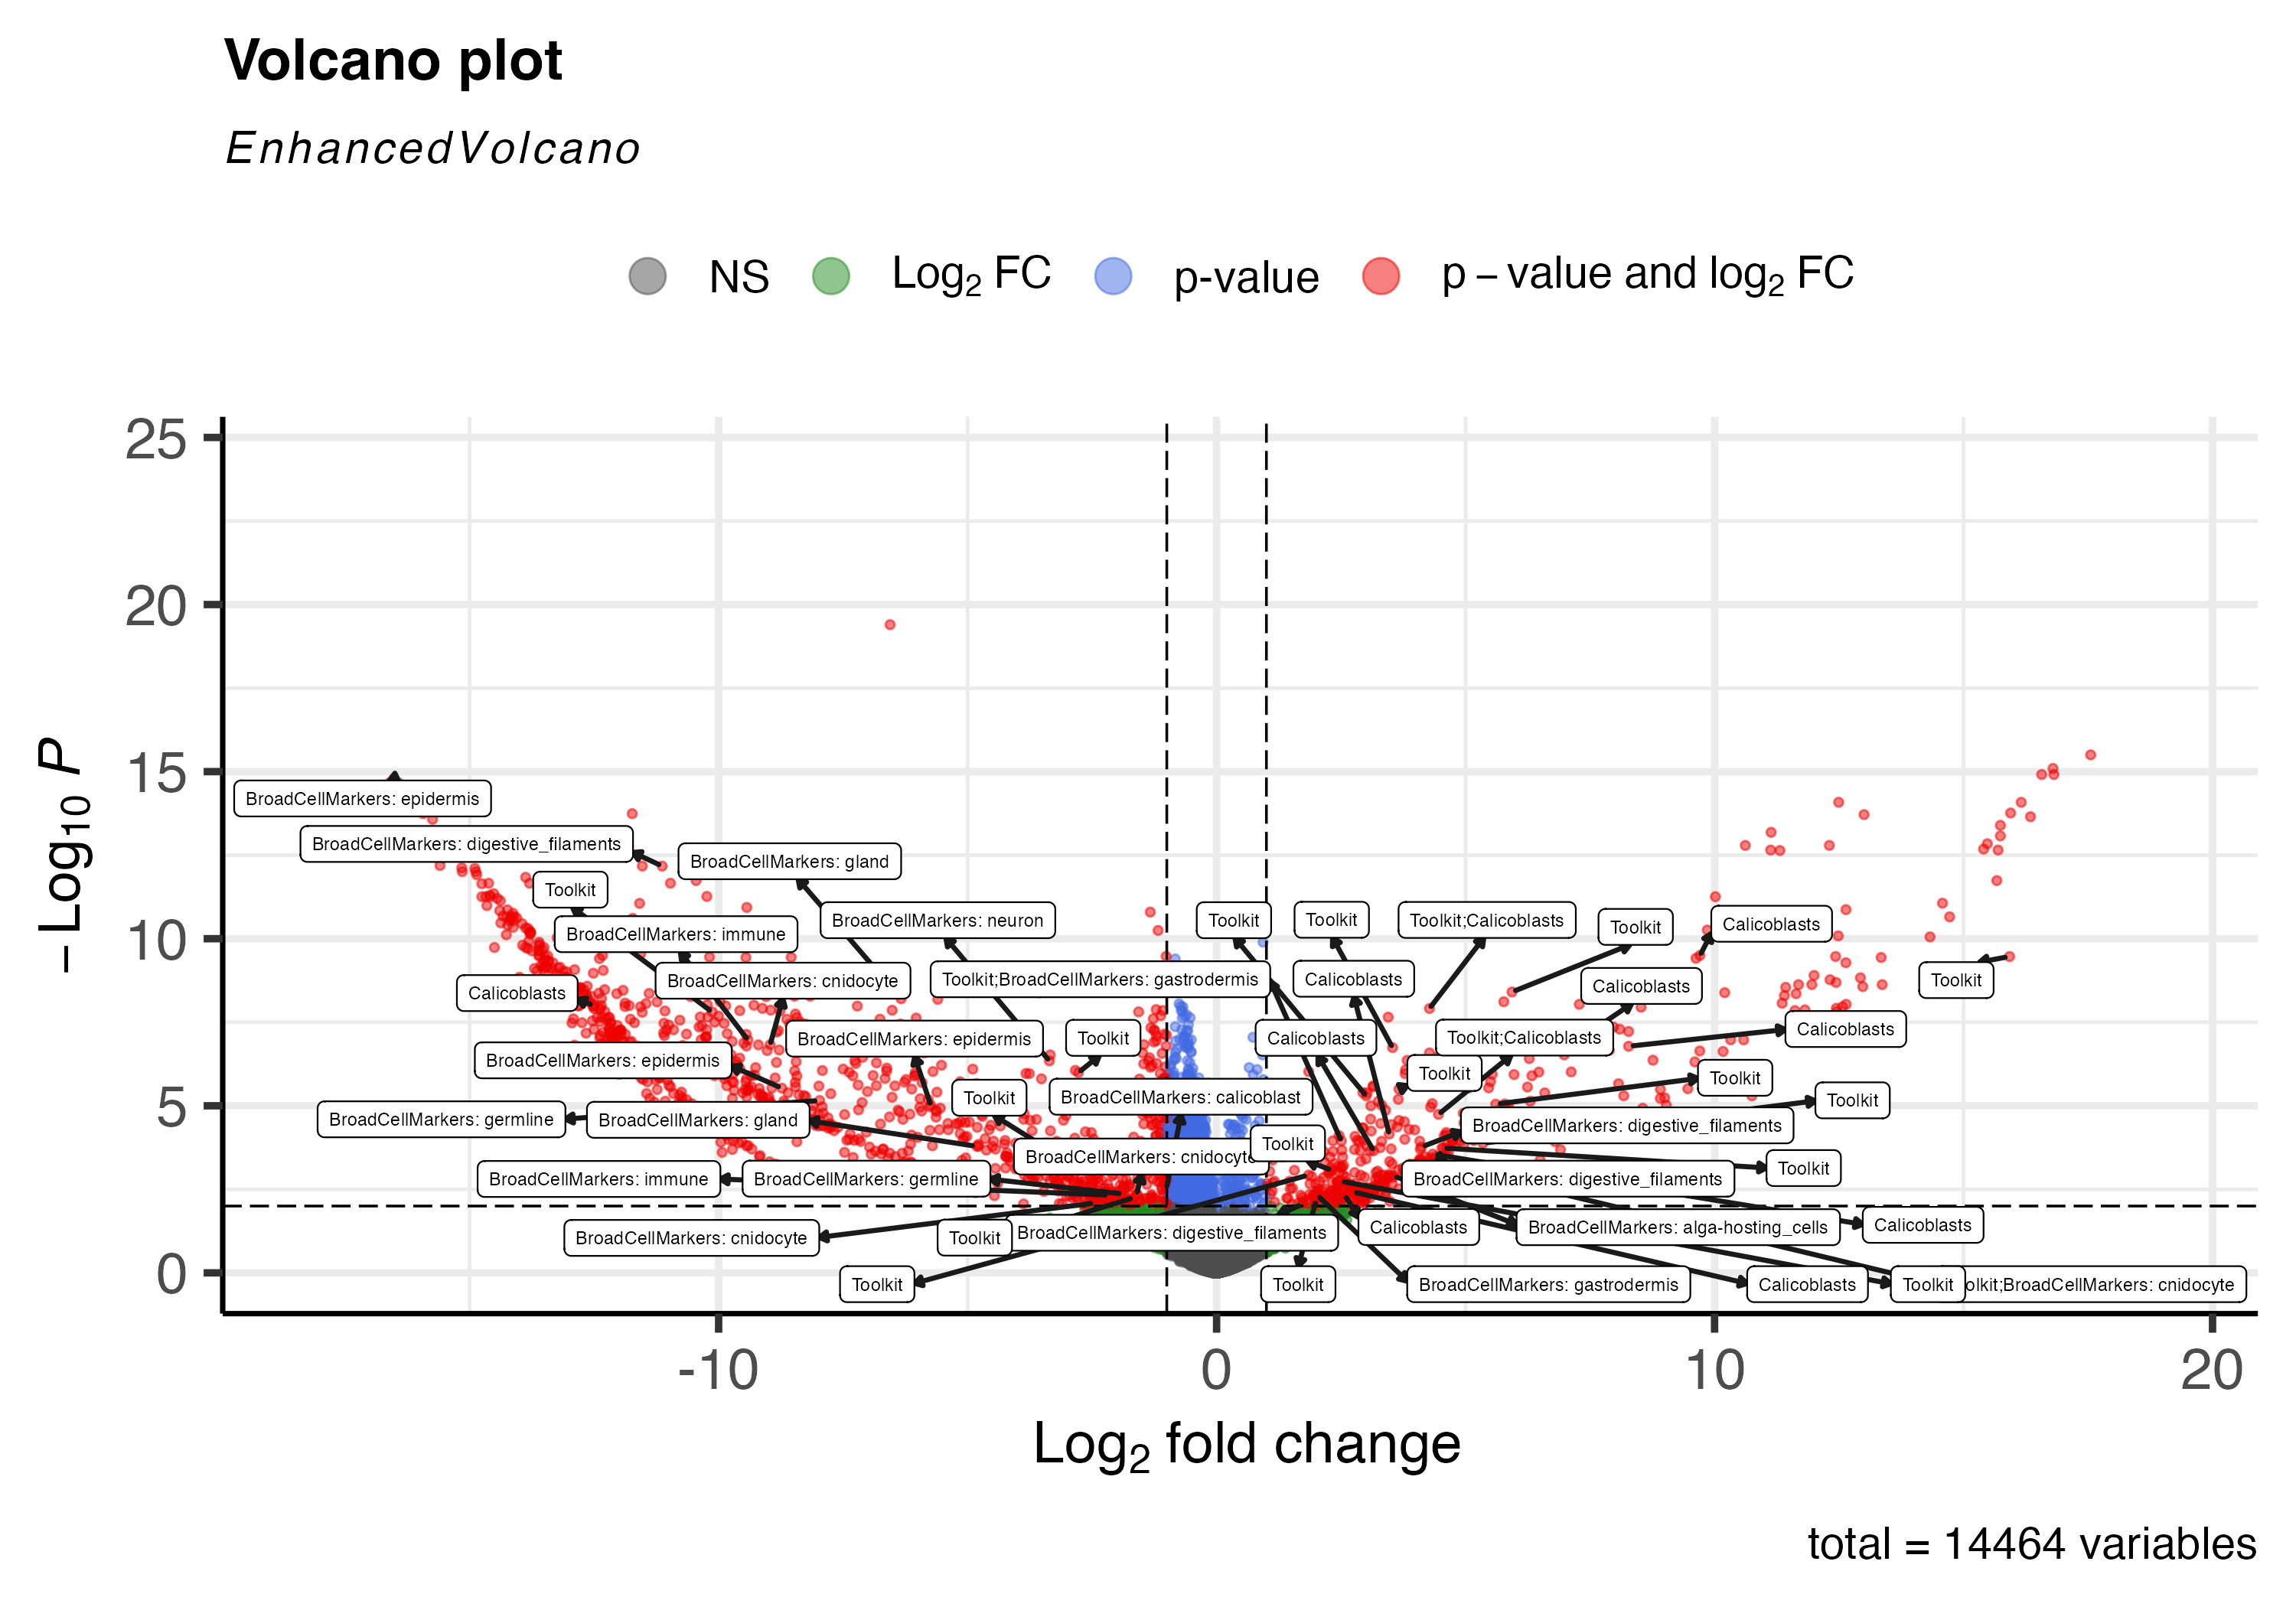 Volcano plot
EnhancedVolcano
NS Log2 FC p-value p – value and log2 FC
25
20
15
10
5
0
–Log10 P
BroadCellMarkers: epidermis
BroadCellMarkers: digestive_filaments
BroadCellMarkers: gland
Toolkit
BroadCellMarkers: neuron
Toolkit
Toolkit
Toolkit;Calicoblasts
Toolkit
Calicoblasts
BroadCellMarkers: immune
Calicoblasts
BroadCellMarkers: cnidocyte
Toolkit;BroadCellMarkers: gastrodermis
Calicoblasts
Calicoblasts
Toolkit
BroadCellMarkers: epidermis
BroadCellMarkers: epidermis
Toolkit
Calicoblasts
Toolkit;Calicoblasts
Calicoblasts
Toolkit
Toolkit
Toolkit
BroadCellMarkers: calicoblast
Toolkit
BroadCellMarkers: germline
BroadCellMarkers: gland
BroadCellMarkers: digestive_filaments
Toolkit
BroadCellMarkers: cnidocyte
Toolkit
BroadCellMarkers: immune
BroadCellMarkers: germline
BroadCellMarkers: digestive_filaments
BroadCellMarkers: cnidocyte
Toolkit
BroadCellMarkers: digestive_filaments
Calicoblasts
BroadCellMarkers: alga-hosting_cells
Calicoblasts
Toolkit
Toolkit
BroadCellMarkers: gastrodermis
Calicoblasts
Toolkit
olkit;BroadCellMarkers: cnidocyte
-10 0 10 20
Log2 fold change
total = 14464 variables